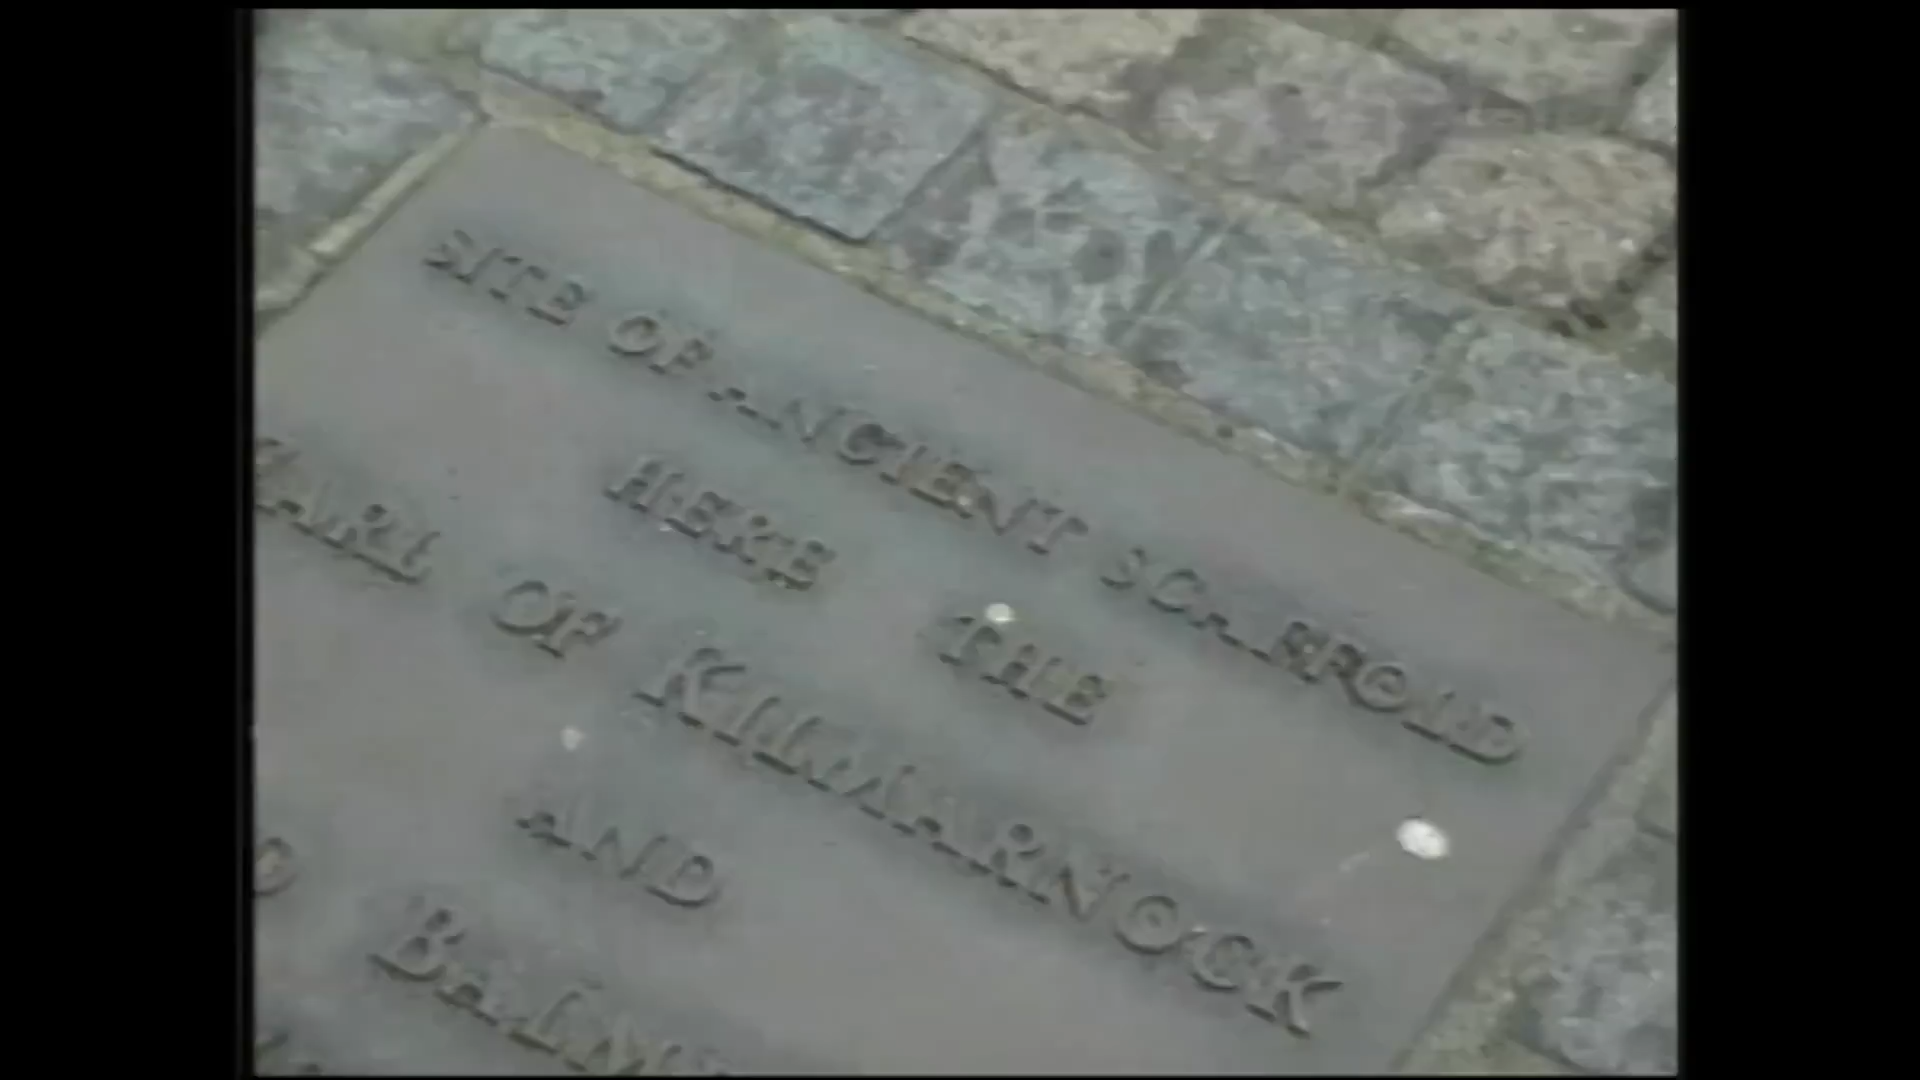 SITE OF ANCIENT SCAFFOLD
HERE THE
EARL OF KILMARNOCK
AND